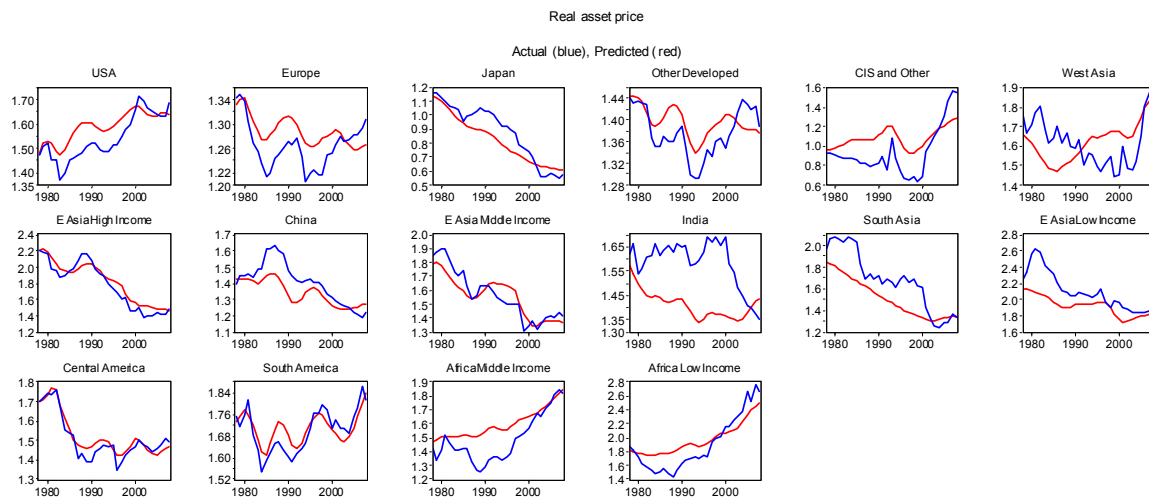 Real asset price
Actual (blue), Predicted (red)
USA
1.70
1.60
1.50
1.40
1.35
1980 1990 2000
Europe
1.34
1.30
1.26
1.22
1.20
1980 1990 2000
Japan
1.2
1.1
1.0
0.9
0.8
0.7
0.6
0.5
1980 1990 2000
Other Developed
1.44
1.40
1.36
1.32
1.28
1980 1990 2000
CIS and Other
1.6
1.4
1.2
1.0
0.8
0.6
1980 1990 2000
West Asia
1.9
1.8
1.7
1.6
1.5
1.4
1980 1990 2000
E Asia High Income
2.4
2.2
2.0
1.8
1.6
1.4
1.2
1980 1990 2000
China
1.7
1.6
1.5
1.4
1.3
1.2
1.1
1980 1990 2000
E Asia Middle Income
2.0
1.9
1.8
1.7
1.6
1.5
1.4
1.3
1980 1990 2000
India
1.65
1.55
1.45
1.35
1.30
1980 1990 2000
South Asia
2.0
1.8
1.6
1.4
1.2
1980 1990 2000
E Asia Low Income
2.8
2.6
2.4
2.2
2.0
1.8
1.6
1980 1990 2000
Central America
1.8
1.7
1.6
1.5
1.4
1.3
1980 1990 2000
South America
1.84
1.76
1.68
1.60
1.52
1980 1990 2000
Africa Middle Income
1.9
1.8
1.7
1.6
1.5
1.4
1.3
1.2
1980 1990 2000
Africa Low Income
2.8
2.6
2.4
2.2
2.0
1.8
1.6
1.4
1980 1990 2000